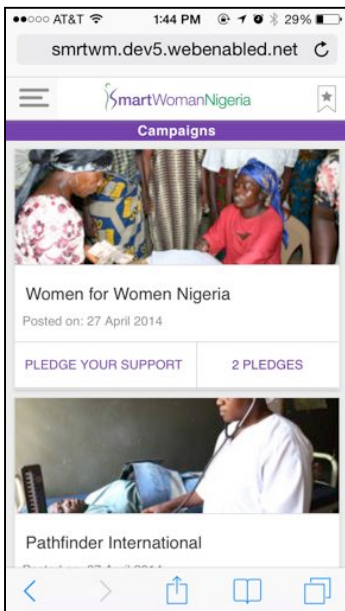 AT&T 1:44 PM 29%
smrtwm.dev5.webenabled.net
SmartWomanNigeria
Campaigns
Women for Women Nigeria
Posted on: 27 April 2014
PLEDGE YOUR SUPPORT 2 PLEDGES
Pathfinder International